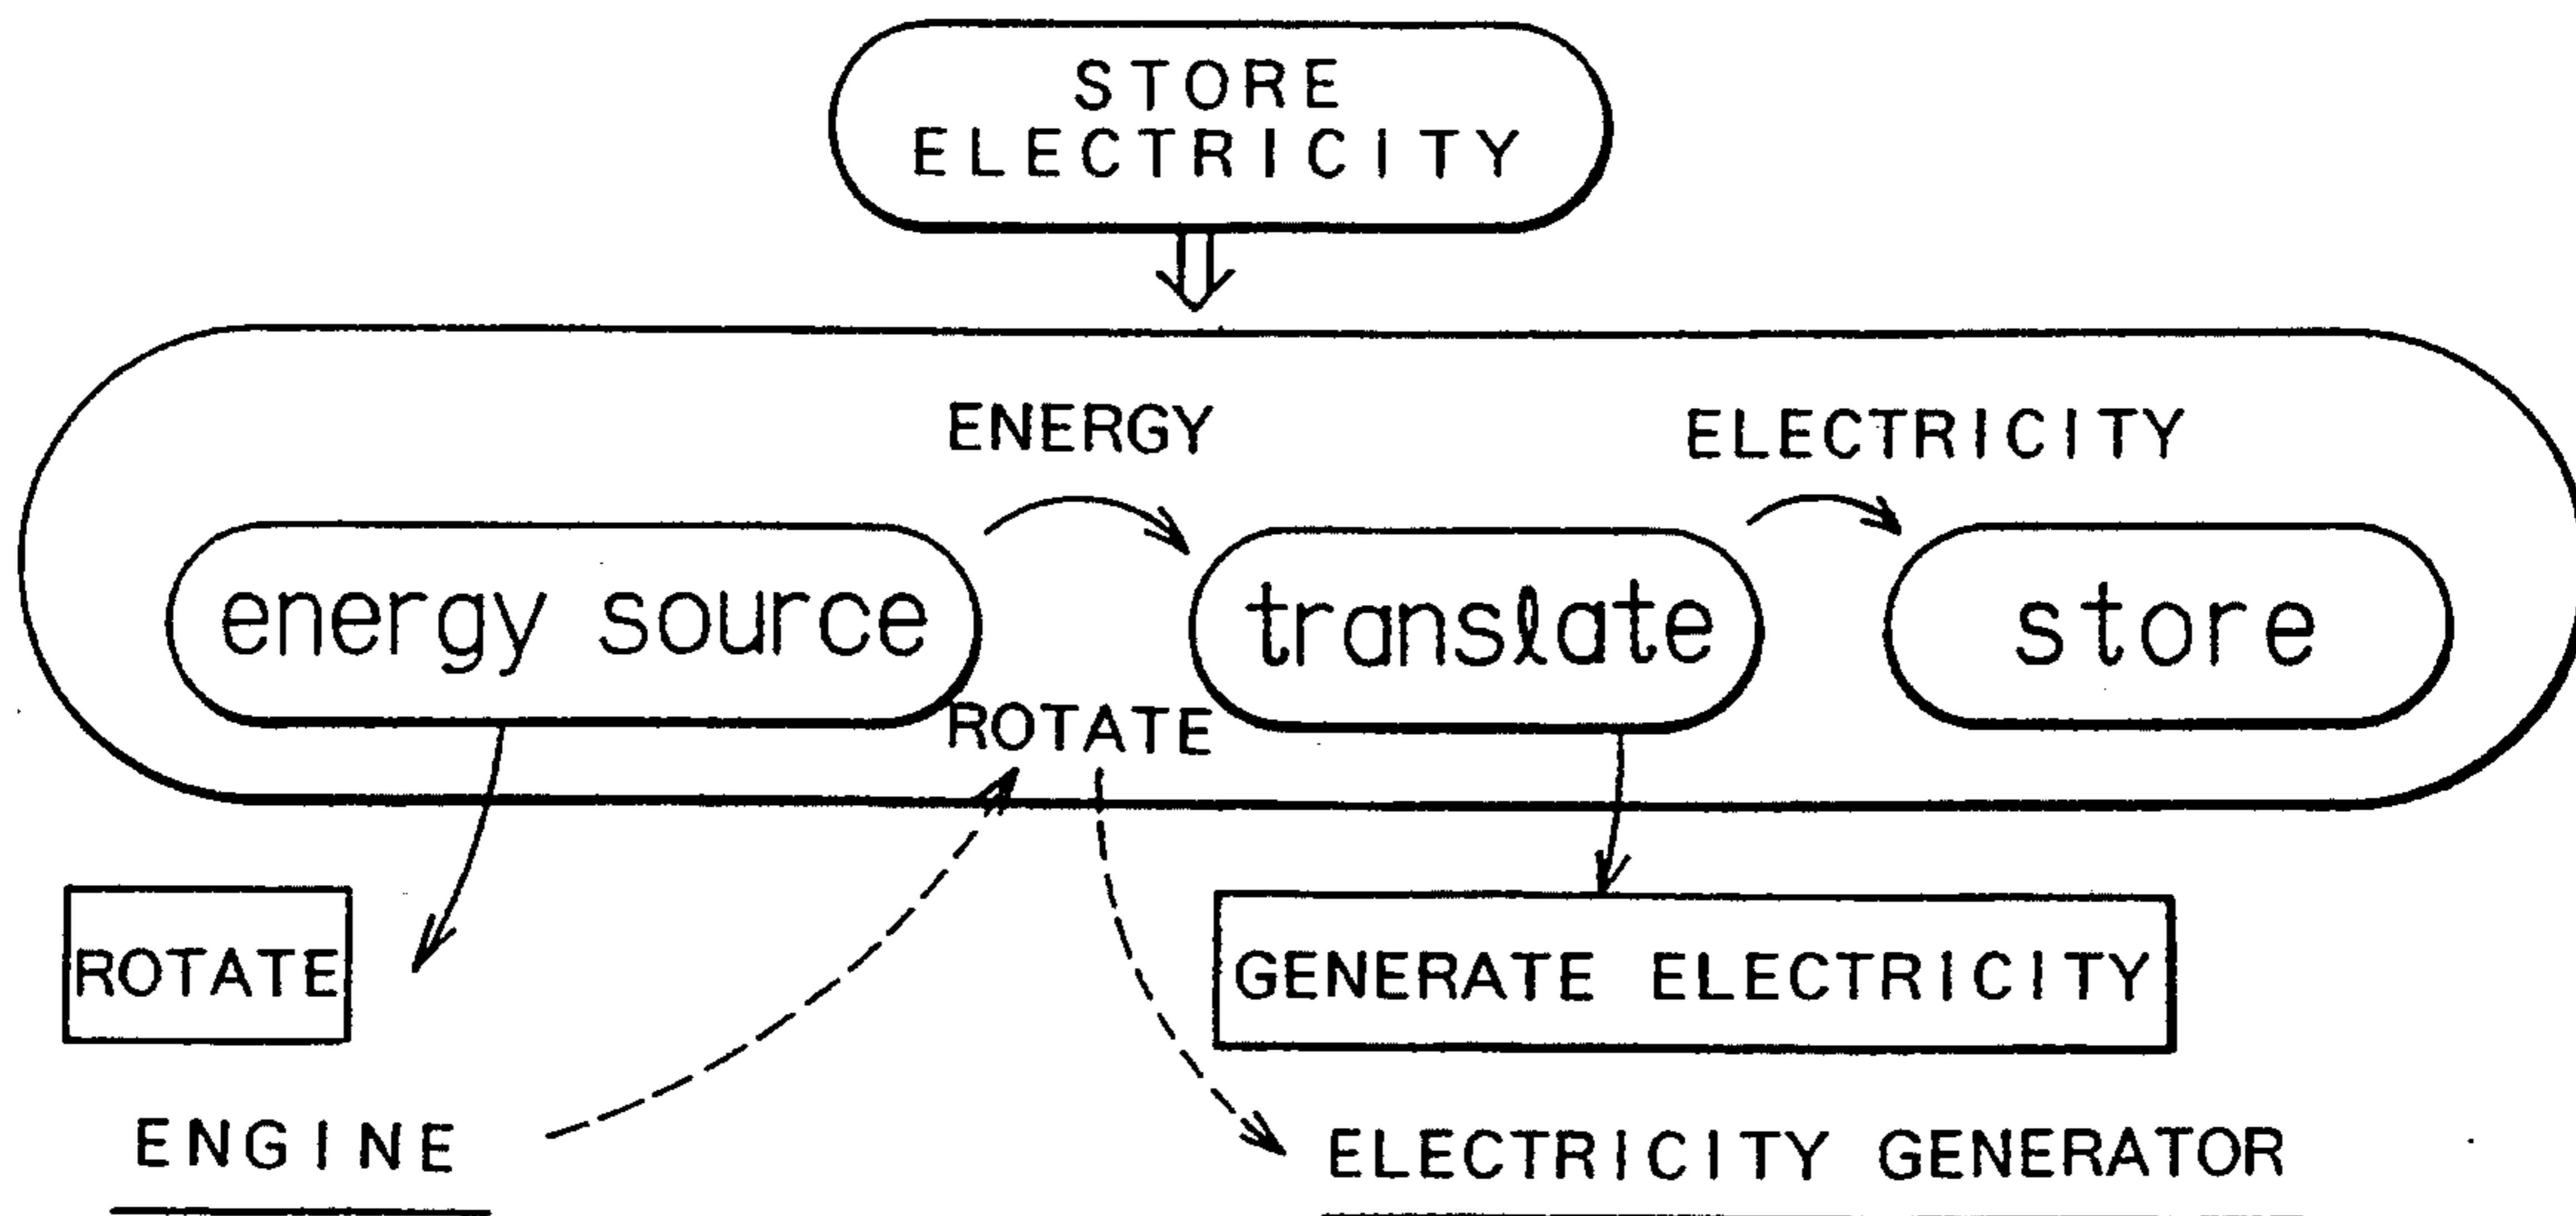 STORE
ELECTRICITY
ENERGY
ELECTRICITY
energy source
translate
store
ROTATE
ROTATE
GENERATE ELECTRICITY
ENGINE
ELECTRICITY GENERATOR